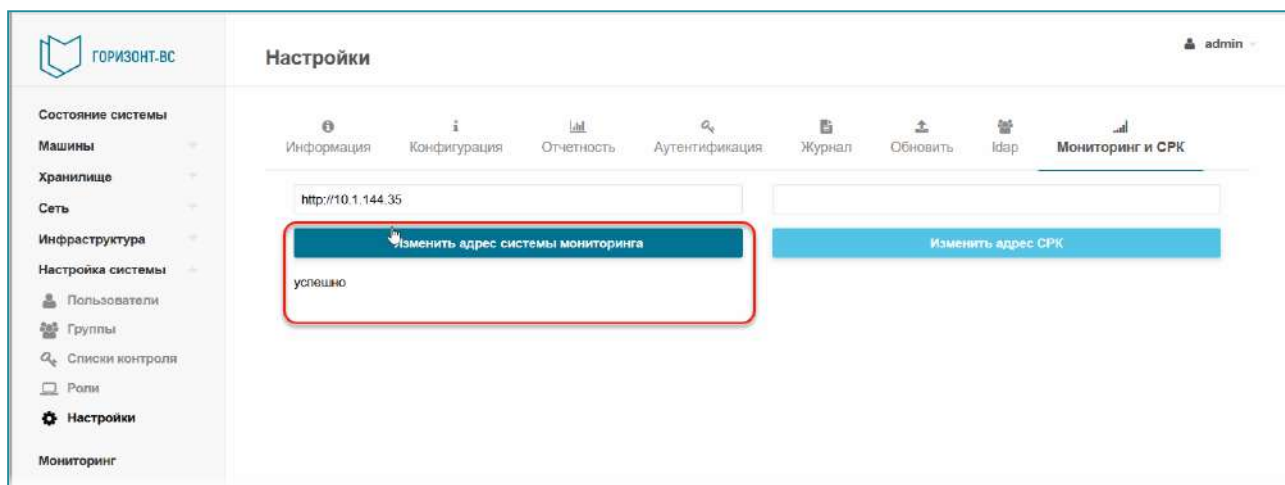 ГОРИЗОНТ-ВС
Настройки
admin
Состояние системы
Машины
Хранилище
Сеть
Инфраструктура
Настройка системы
Пользователи
Группы
Списки контроля
Роли
Настройки
Мониторинг
Информация
Конфигурация
Отчетность
Аутентификация
Журнал
Обновить
ldap
Мониторинг и СРК
http://10.1.144.35
Изменить адрес системы мониторинга
Изменить адрес СРК
успешно